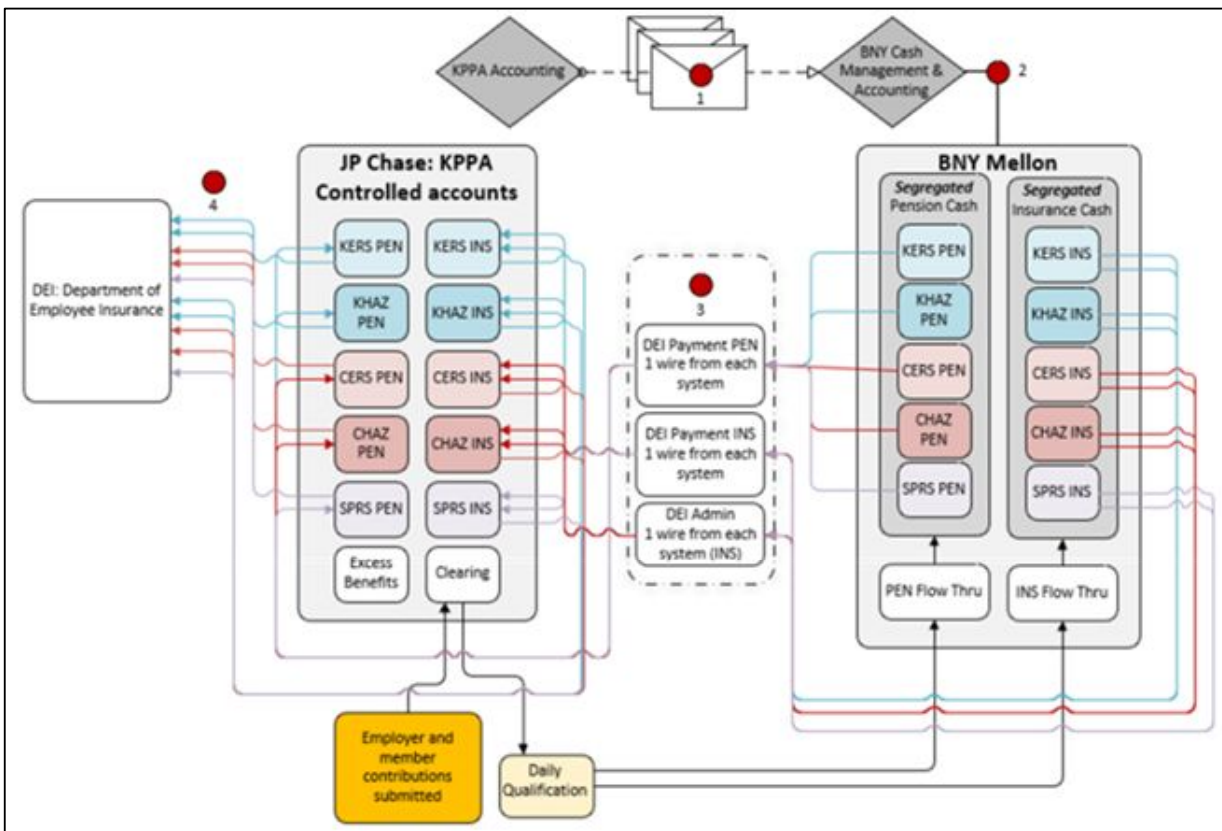 KPPA Accounting
1
BNY Cash
Management &
Accounting
2
4
DEI: Department of
Employee Insurance
JP Chase: KPPA
Controlled accounts
KERS PEN
KERS INS
KHAZ
PEN
KHAZ INS
CERS PEN
CERS INS
CHAZ
PEN
CHAZ INS
SPRS PEN
SPRS INS
Excess
Benefits
Clearing
3
DEI Payment PEN
1 wire from each
system
DEI Payment INS
1 wire from each
system
DEI Admin
1 wire from each
system (INS)
BNY Mellon
Segregated
Pension Cash
Segregated
Insurance Cash
KERS PEN
KERS INS
KHAZ
PEN
KHAZ INS
CERS PEN
CERS INS
CHAZ
PEN
CHAZ INS
SPRS PEN
SPRS INS
PEN Flow Thru
INS Flow Thru
Employer and
member
contributions
submitted
Daily
Qualification